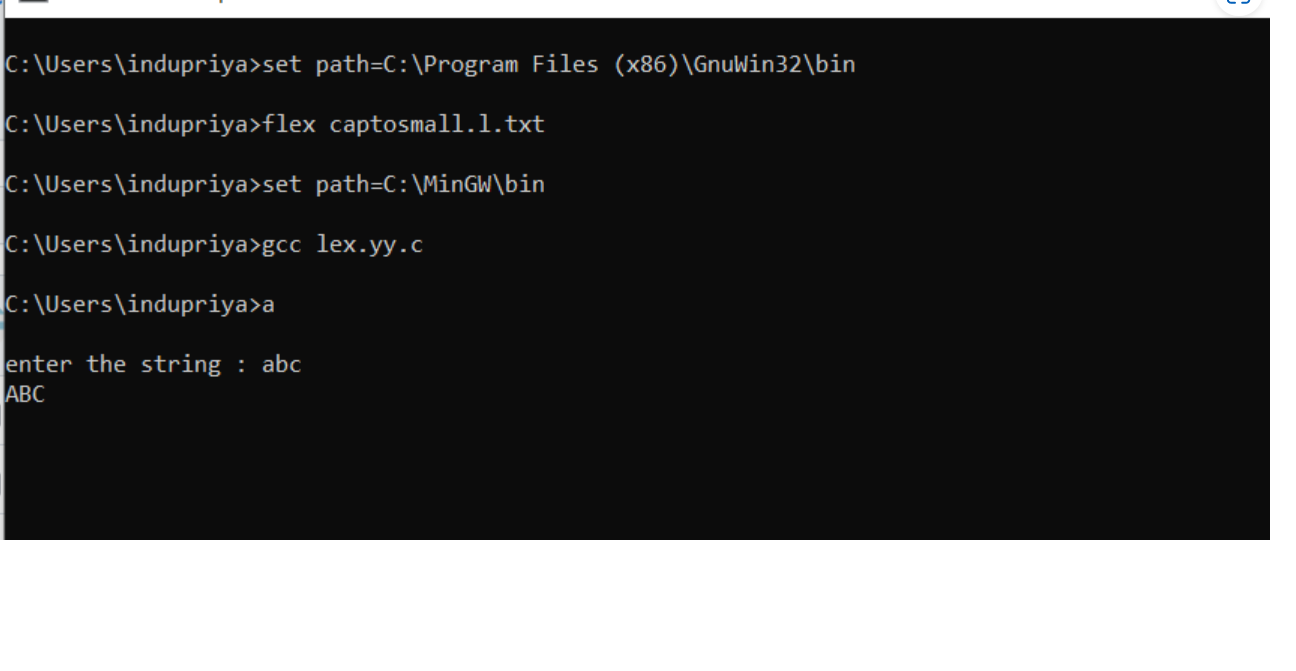 C:\Users\indupriya>set path=C:\Program Files (x86)\GnuWin32\bin
C:\Users\indupriya>flex captosmall.l.txt
C:\Users\indupriya>set path=C:\MinGW\bin
C:\Users\indupriya>gcc lex.yy.c
C:\Users\indupriya>a
enter the string : abc
ABC